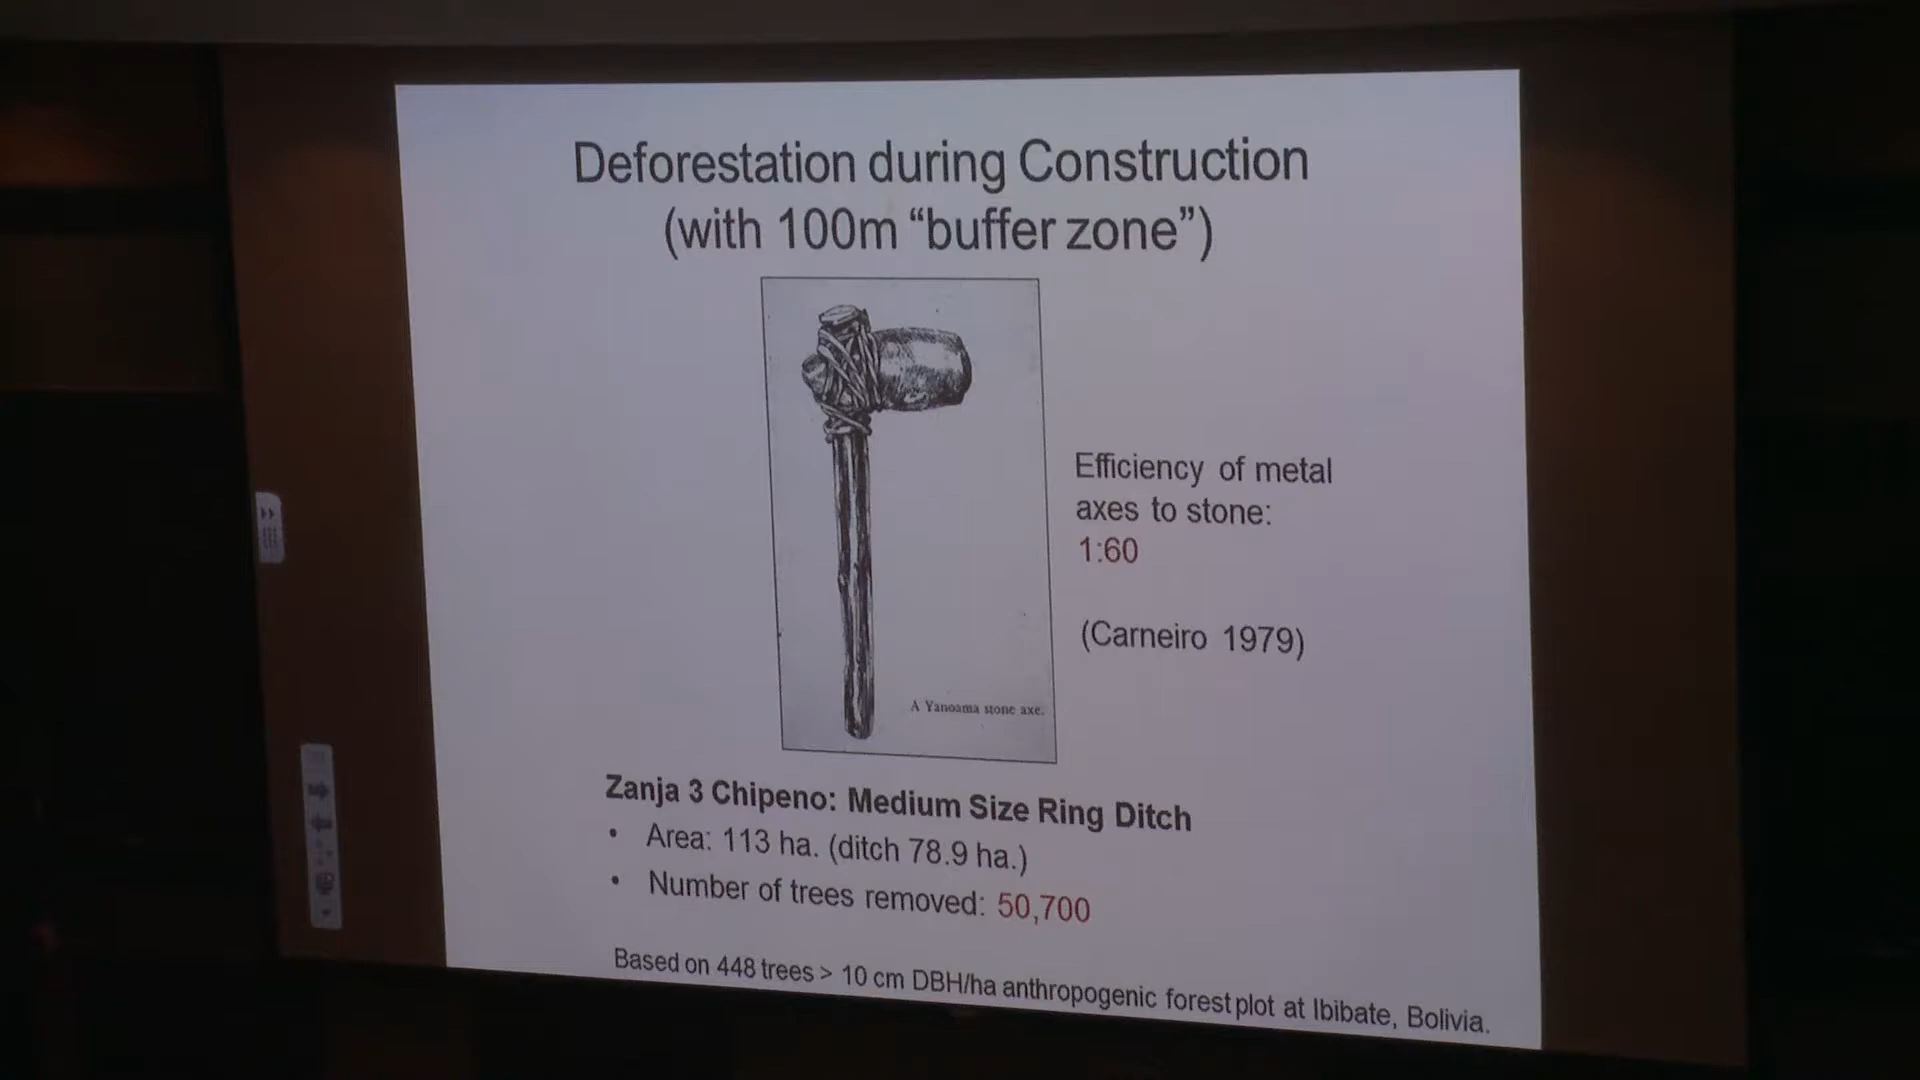 Deforestation during Construction
(with 100m “buffer zone”)
Efficiency of metal
axes to stone:
1:60
(Carneiro 1979)
A Yanoama stone axe.
Zanja 3 Chipeno: Medium Size Ring Ditch
• Area: 113 ha. (ditch 78.9 ha.)
• Number of trees removed: 50,700
Based on 448 trees > 10 cm DBH/ha anthropogenic forest plot at Ibibate, Bolivia.